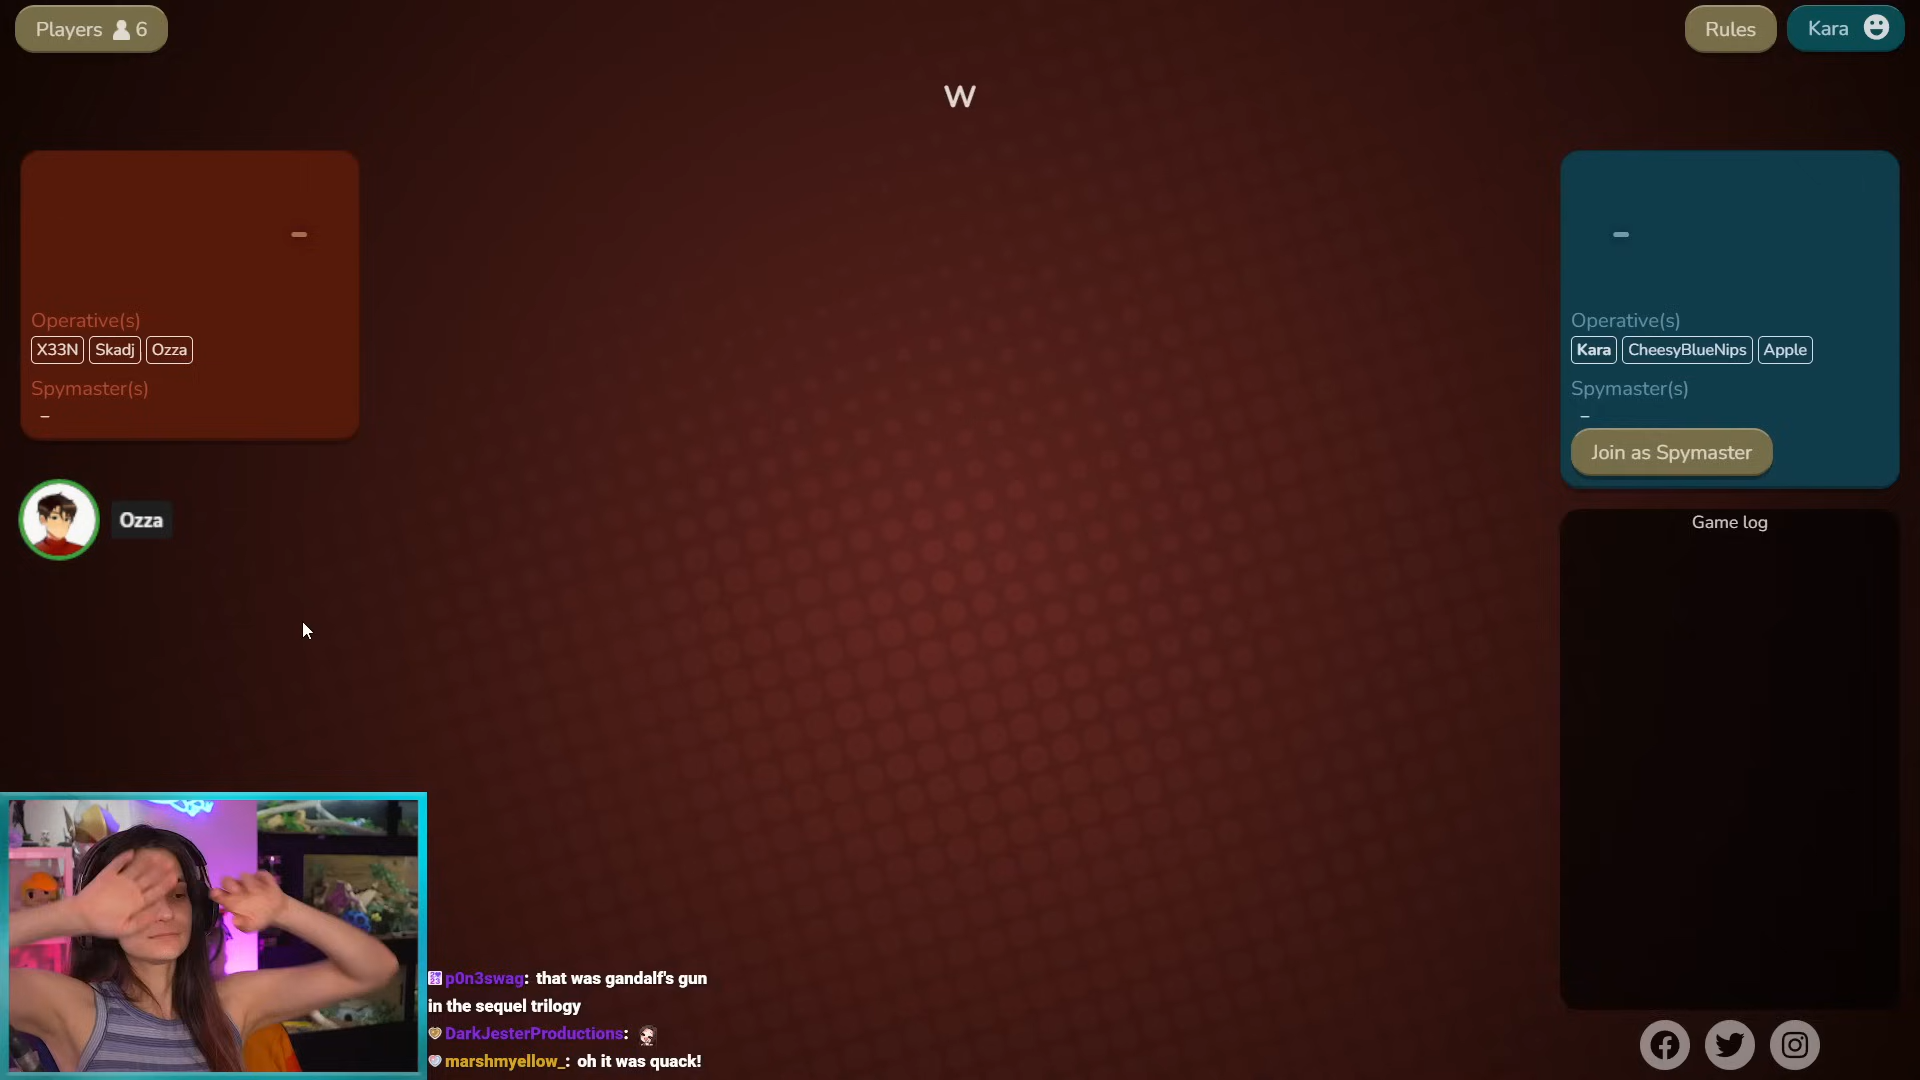 Players 6
Rules
Kara
W
-
Operative(s)
X33N Skadj Ozza
Spymaster(s)
-
-
Operative(s)
Kara CheesyBlueNips Apple
Spymaster(s)
-
Join as Spymaster
Ozza
Game log
p0n3swag: that was gandalf's gun
in the sequel trilogy
DarkJesterProductions:
marshmyellow_: oh it was quack!